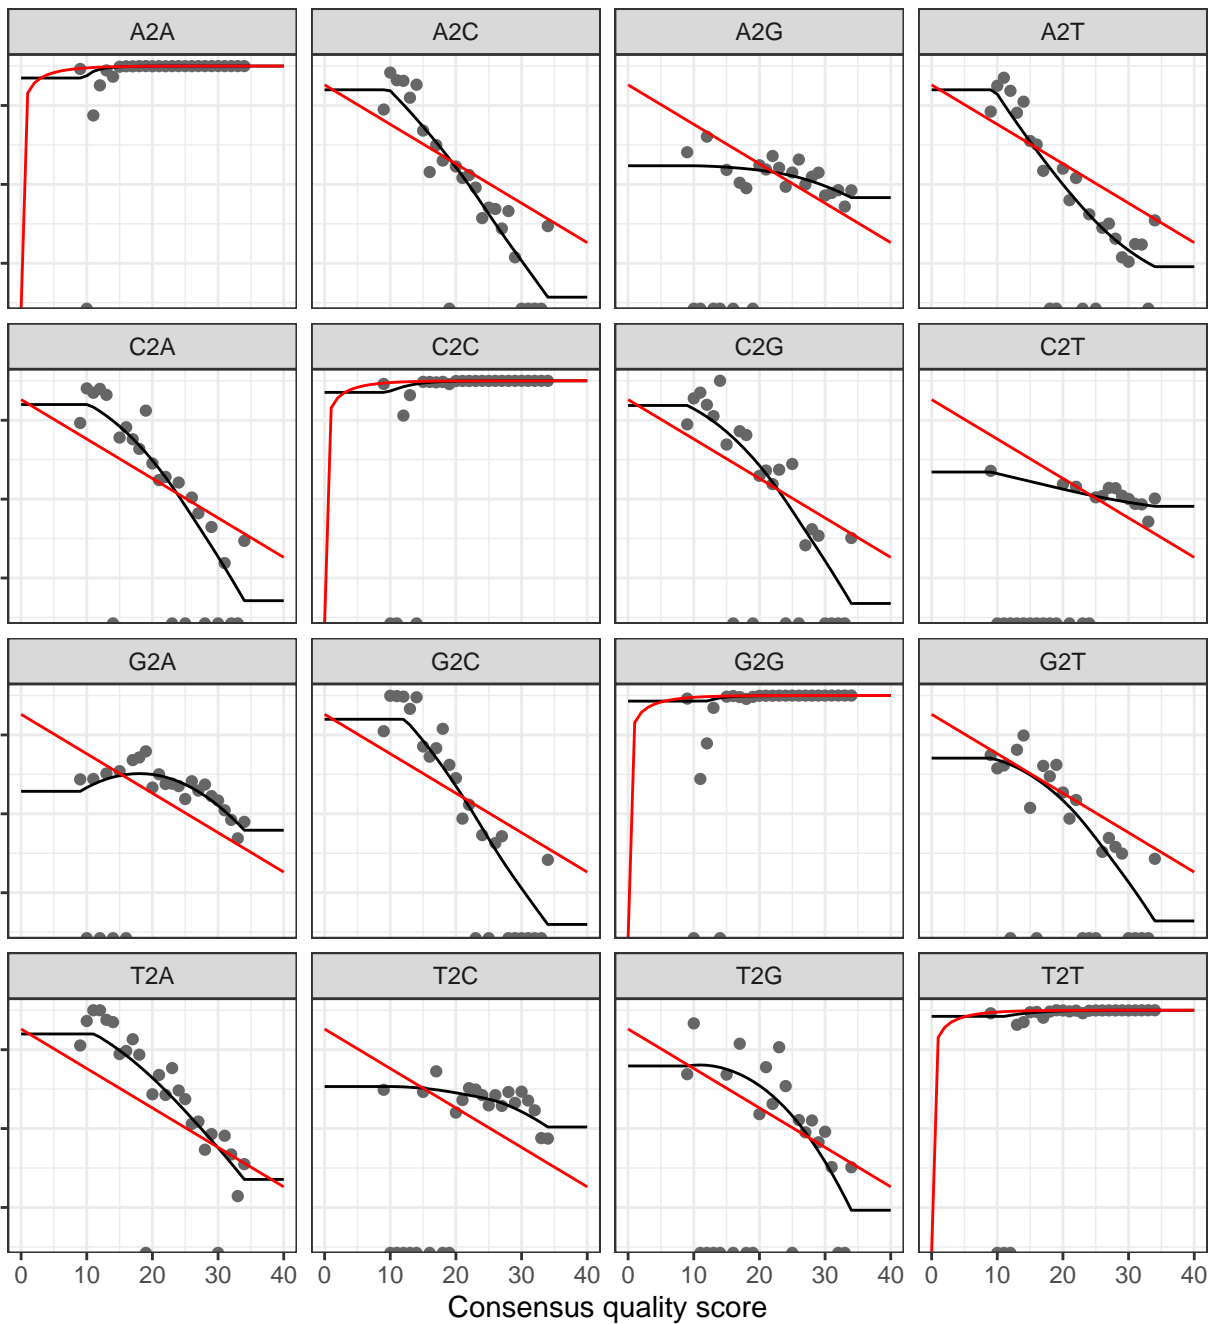 A2A A2C A2G A2T
C2A C2C C2G C2T
G2A G2C G2G G2T
T2A T2C T2G T2T
0 10 20 30 40 0 10 20 30 40 0 10 20 30 40 0 10 20 30 40
Consensus quality score